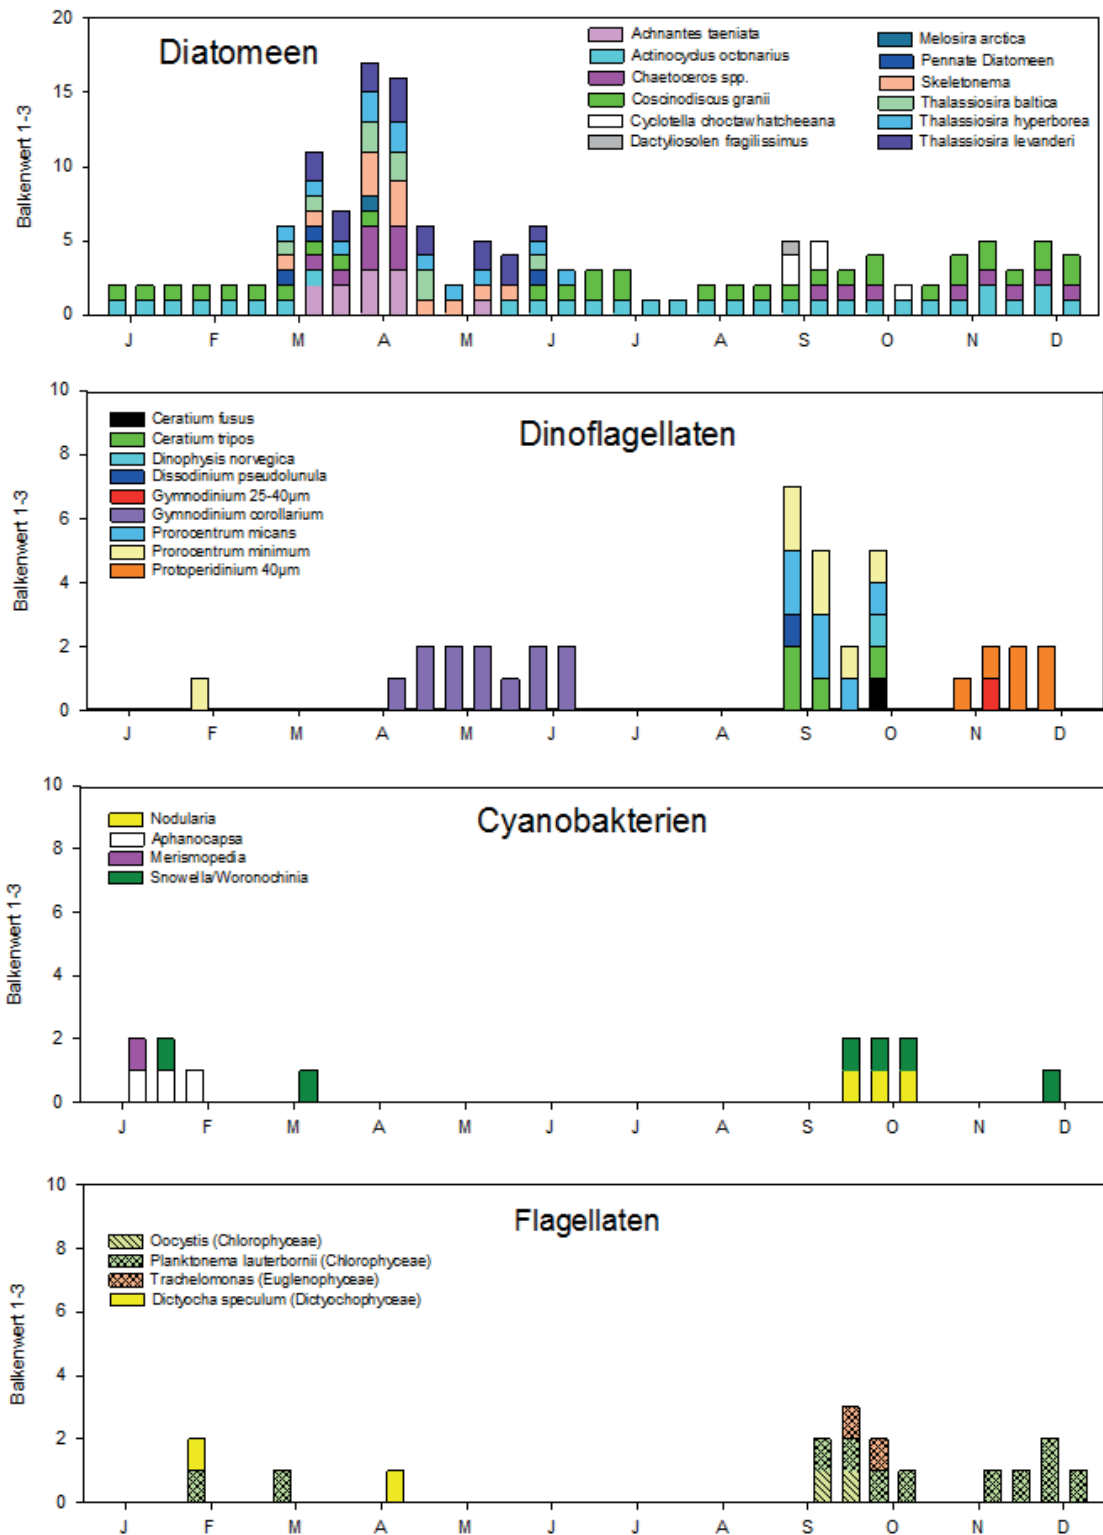 Diatomeen
Achnantes taeniata
Actinocyclus octonarius
Chaetoceros spp.
Coscinodiscus granii
Cyclotella choctawhatcheeana
Dactyliosolen fragilissimus
Melosira arctica
Pennate Diatomeen
Skeletonema
Thalassiosira baltica
Thalassiosira hyperborea
Thalassiosira levanderi
Balkenwert 1-3
20
15
10
5
0
J F M A M J J A S O N D
Dinoflagellaten
Ceratium fusus
Ceratium tripos
Dinophysis norvegica
Dissodinium pseudolunula
Gymnodinium 25-40µm
Gymnodinium corollarium
Prorocentrum micans
Prorocentrum minimum
Protoperidinium 40µm
Balkenwert 1-3
10
8
6
4
2
0
J F M A M J J A S O N D
Cyanobakterien
Nodularia
Aphanocapsa
Merismopedia
Snowella/Woronochinia
Balkenwert 1-3
10
8
6
4
2
0
J F M A M J J A S O N D
Flagellaten
Oocystis (Chlorophyceae)
Planktonema lauterbornii (Chlorophyceae)
Trachelomonas (Euglenophyceae)
Dictyocha speculum (Dictyochophyceae)
Balkenwert 1-3
10
8
6
4
2
0
J F M A M J J A S O N D